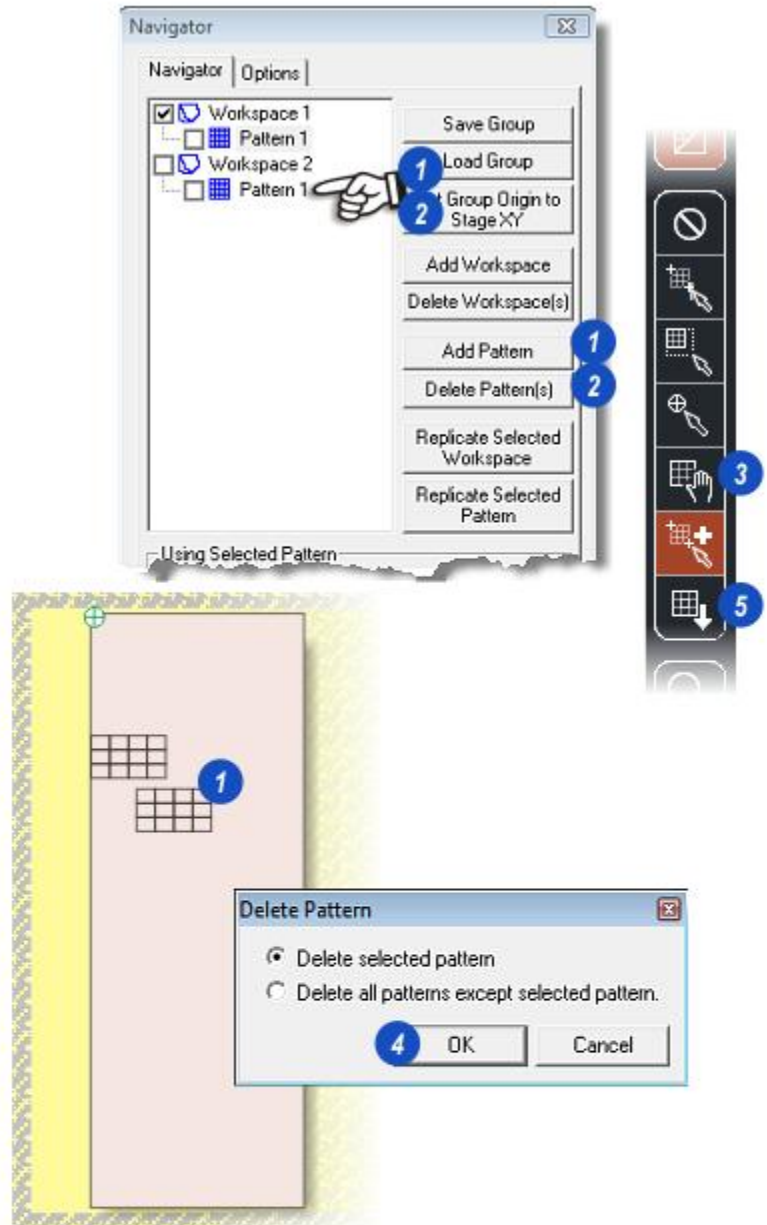 Navigator
Navigator
Options
Workspace 1
Pattern 1
Workspace 2
Pattern 1
Save Group
1
Load Group
2
t Group Origin to
Stage XY
Add Workspace
Delete Workspace(s)
Add Pattern
1
Delete Pattern(s)
2
Replicate Selected
Workspace
Replicate Selected
Pattern
Using Selected Pattern
3
5
1
Delete Pattern
Delete selected pattern
Delete all patterns except selected pattern.
4
OK
Cancel